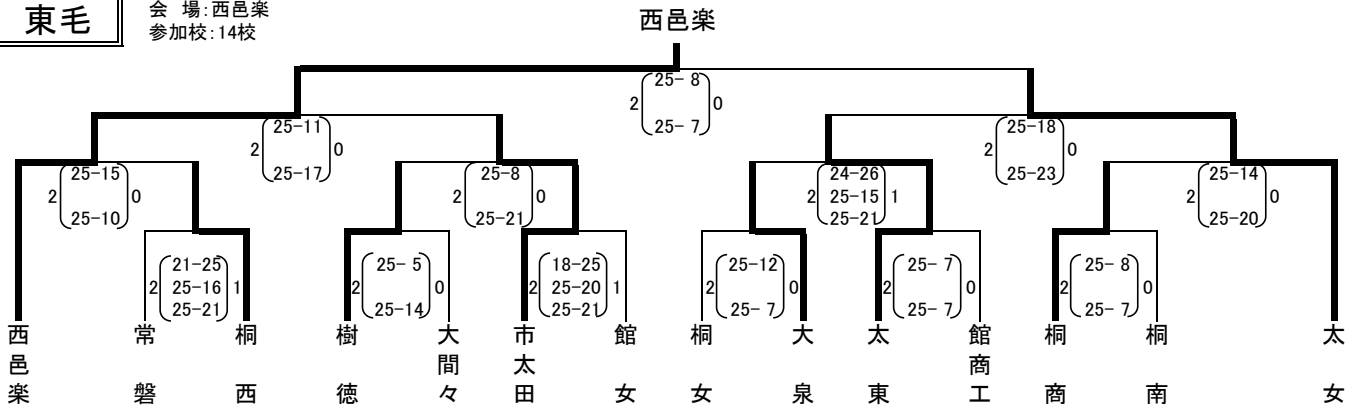 東毛
会 場:西邑楽
参加校:14校
西邑楽
2 25- 8 0
25- 7
2 25-11 0
25-17
2 25-18 0
25-23
2 25-15 0
25-10
2 25-8 0
25-21
24-26
2 25-15 1
25-21
2 25-14 0
25-20
21-25
2 25-16 1
25-21
2 25- 5 0
25-14
18-25
2 25-20 1
25-21
2 25-12 0
25- 7
2 25- 7 0
25- 7
2 25- 8 0
25- 7
西邑楽
常磐
桐西
樹徳
大間々
市太田
館女
桐女
大泉
太東
館商工
桐商
桐南
太女